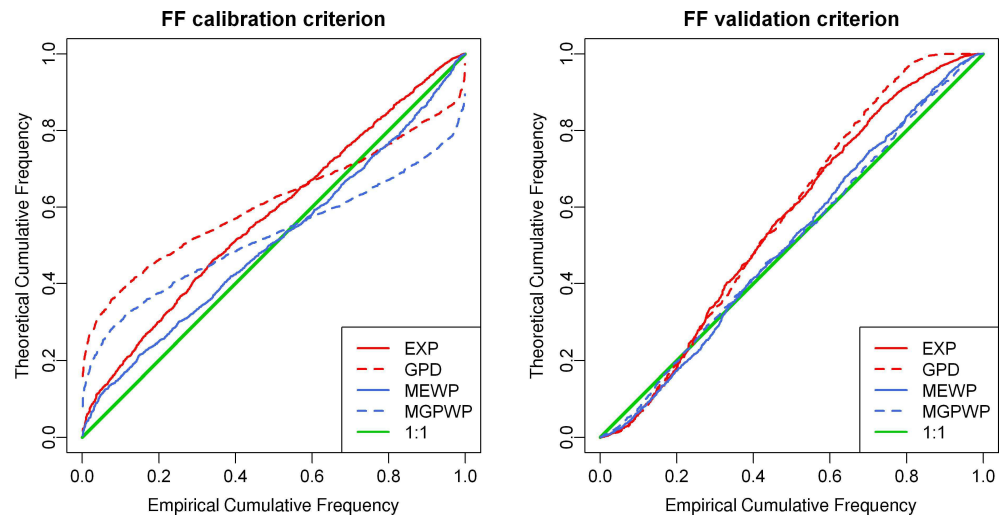 FF calibration criterion
Theoretical Cumulative Frequency
1.0
0.8
0.6
0.4
0.2
0.0
0.0 0.2 0.4 0.6 0.8 1.0
Empirical Cumulative Frequency
EXP
GPD
MEWP
MGPWP
1:1
FF validation criterion
Theoretical Cumulative Frequency
1.0
0.8
0.6
0.4
0.2
0.0
0.0 0.2 0.4 0.6 0.8 1.0
Empirical Cumulative Frequency
EXP
GPD
MEWP
MGPWP
1:1